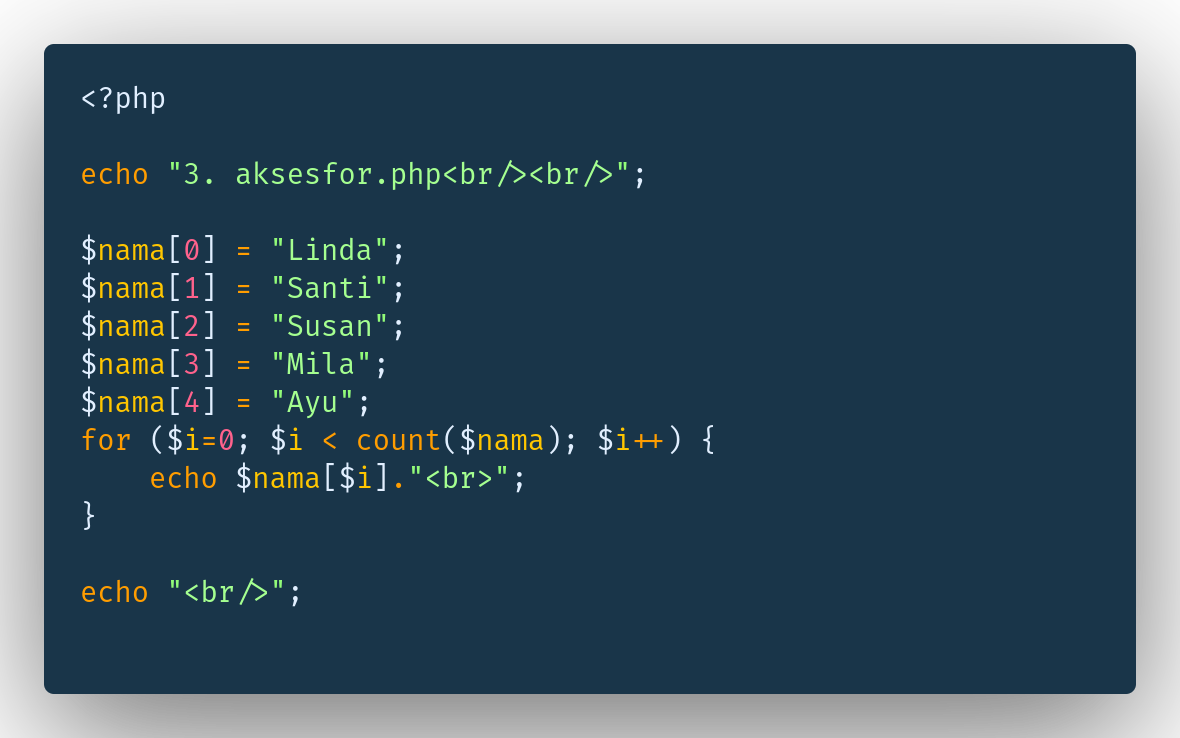 <?php
echo "3. aksesfor.php<br/><br/>";
$nama[0] = "Linda";
$nama[1] = "Santi";
$nama[2] = "Susan";
$nama[3] = "Mila";
$nama[4] = "Ayu";
for ($i=0; $i < count($nama); $i++) {
    echo $nama[$i]."<br>";
}
echo "<br/>";